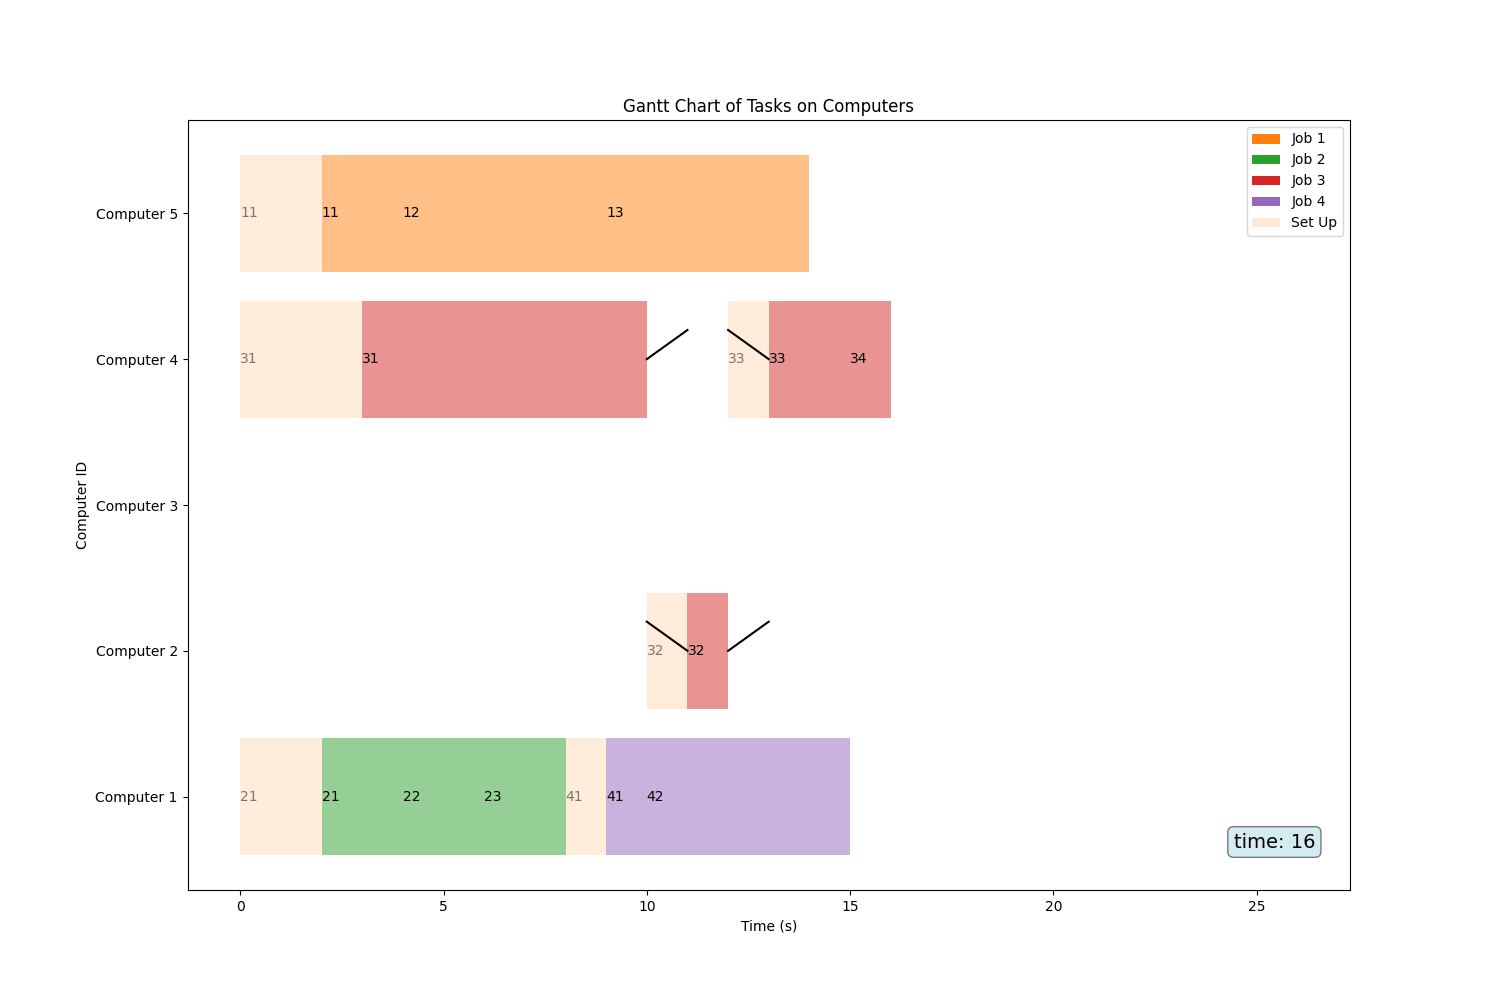 Gantt Chart of Tasks on Computers
Job 1
Job 2
Job 3
Job 4
Set Up
Computer 5
11 11 12 13
Computer 4
31 31 33 33 34
Computer 3
Computer 2
32 32
Computer 1
21 21 22 23 41 41 42
Computer ID
time: 16
0 5 10 15 20 25
Time (s)